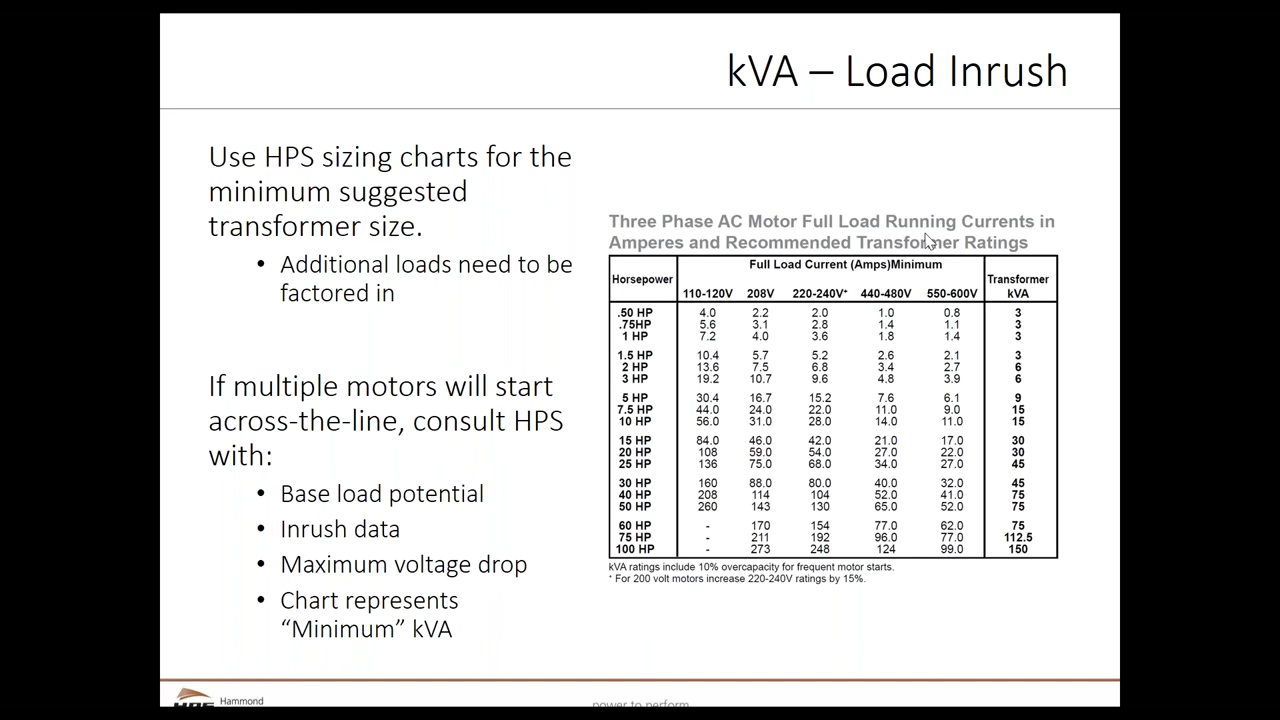 kVA – Load Inrush
Use HPS sizing charts for the
minimum suggested
transformer size.
• Additional loads need to be
factored in
If multiple motors will start
across-the-line, consult HPS
with:
• Base load potential
• Inrush data
• Maximum voltage drop
• Chart represents
“Minimum” kVA
Three Phase AC Motor Full Load Running Currents in
Amperes and Recommended Transformer Ratings
Full Load Current (Amps)Minimum
Horsepower Transformer
110-120V 208V 220-240V* 440-480V 550-600V kVA
.50 HP 4.0 2.2 2.0 1.0 0.8 3
.75HP 5.6 3.1 2.8 1.4 1.1 3
1 HP 7.2 4.0 3.6 1.8 1.4 3
1.5 HP 10.4 5.7 5.2 2.6 2.1 3
2 HP 13.6 7.5 6.8 3.4 2.7 6
3 HP 19.2 10.7 9.6 4.8 3.9 6
5 HP 30.4 16.7 15.2 7.6 6.1 9
7.5 HP 44.0 24.0 22.0 11.0 9.0 15
10 HP 56.0 31.0 28.0 14.0 11.0 15
15 HP 84.0 46.0 42.0 21.0 17.0 30
20 HP 108 59.0 54.0 27.0 22.0 30
25 HP 136 75.0 68.0 34.0 27.0 45
30 HP 160 88.0 80.0 40.0 32.0 45
40 HP 208 114 104 52.0 41.0 75
50 HP 260 143 130 65.0 52.0 75
60 HP - 170 154 77.0 62.0 75
75 HP - 211 192 96.0 77.0 112.5
100 HP - 273 248 124 99.0 150
kVA ratings include 10% overcapacity for frequent motor starts.
* For 200 volt motors increase 220-240V ratings by 15%.
HPS Hammond
power to perform